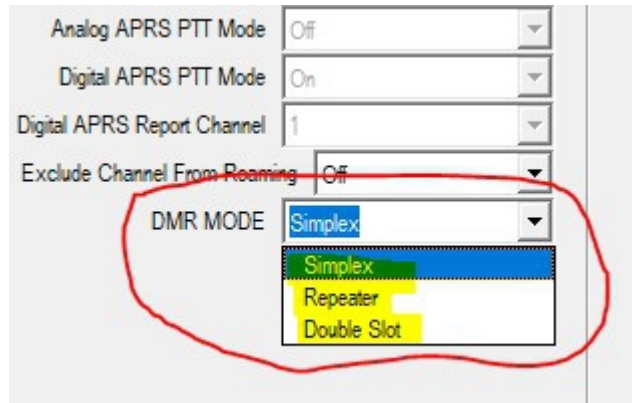 Analog APRS PTT Mode Off
Digital APRS PTT Mode On
Digital APRS Report Channel 1
Exclude Channel From Roaming Off
DMR MODE Simplex
Simplex
Repeater
Double Slot